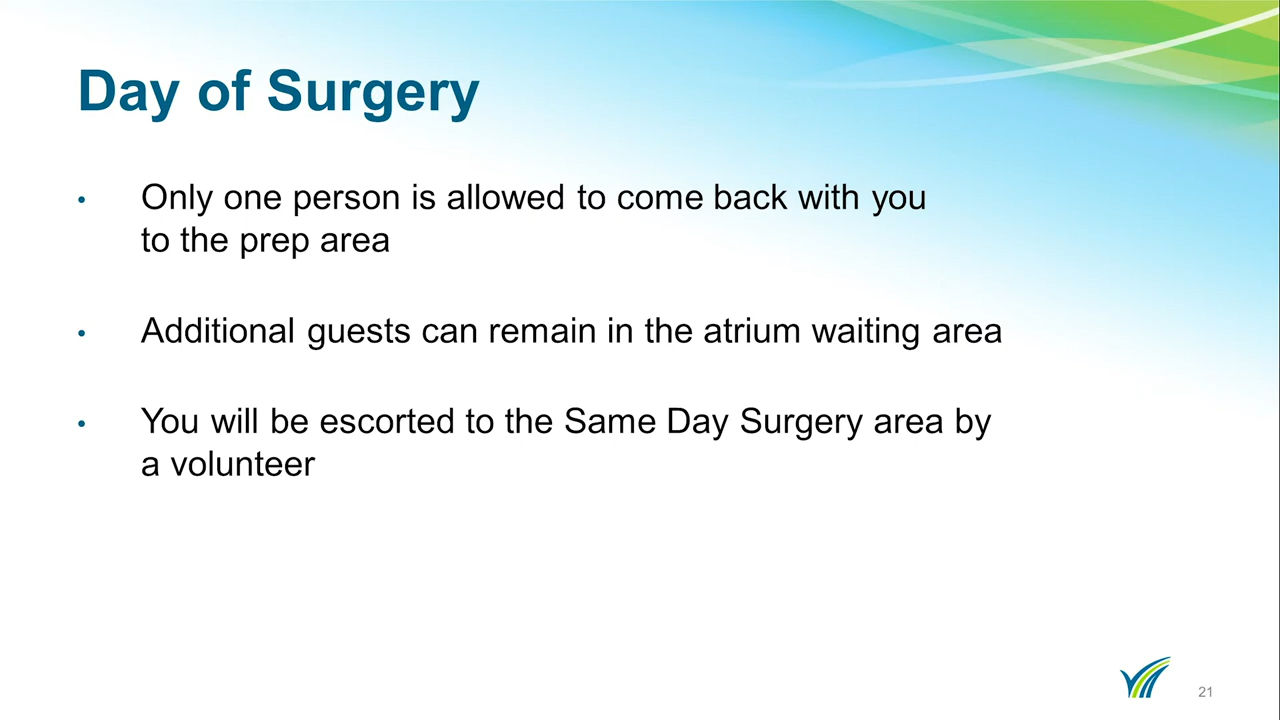 Day of Surgery
• Only one person is allowed to come back with you
to the prep area
• Additional guests can remain in the atrium waiting area
• You will be escorted to the Same Day Surgery area by
a volunteer
21